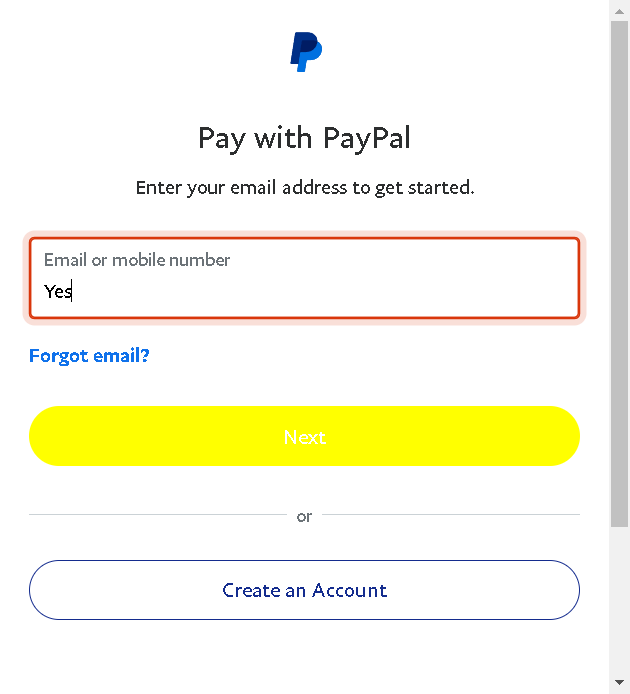 Pay with PayPal
Enter your email address to get started.
Email or mobile number
Yes
Forgot email?
Next
or
Create an Account